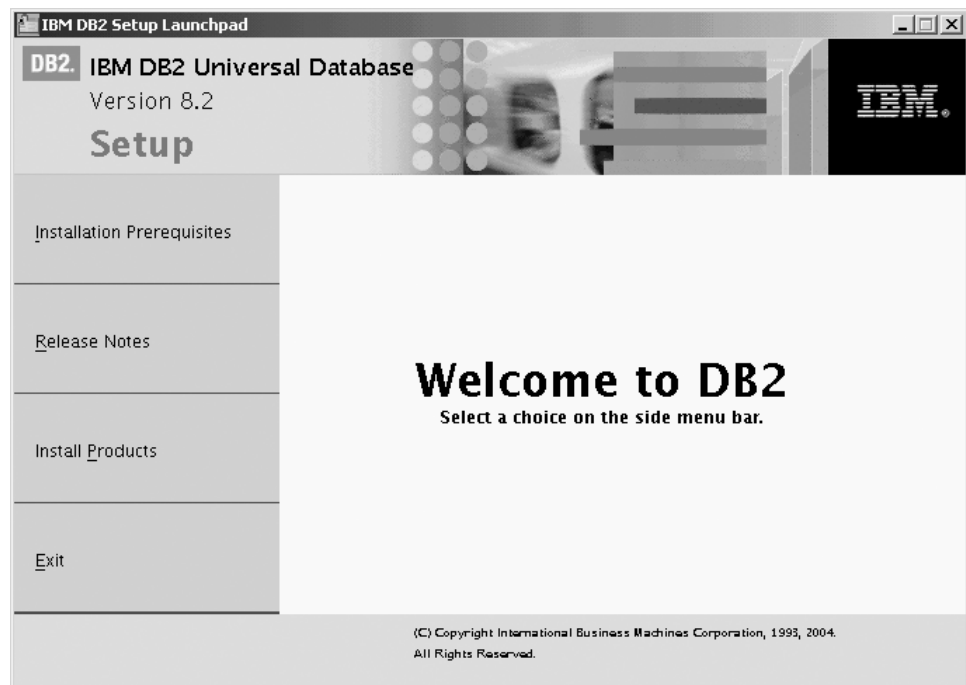 IBM DB2 Setup Launchpad
DB2.
IBM DB2 Universal Database
Version 8.2
Setup
IBM.
Installation Prerequisites
Release Notes
Install Products
Exit
Welcome to DB2
Select a choice on the side menu bar.
(C) Copyright International Business Machines Corporation, 1993, 2004.
All Rights Reserved.